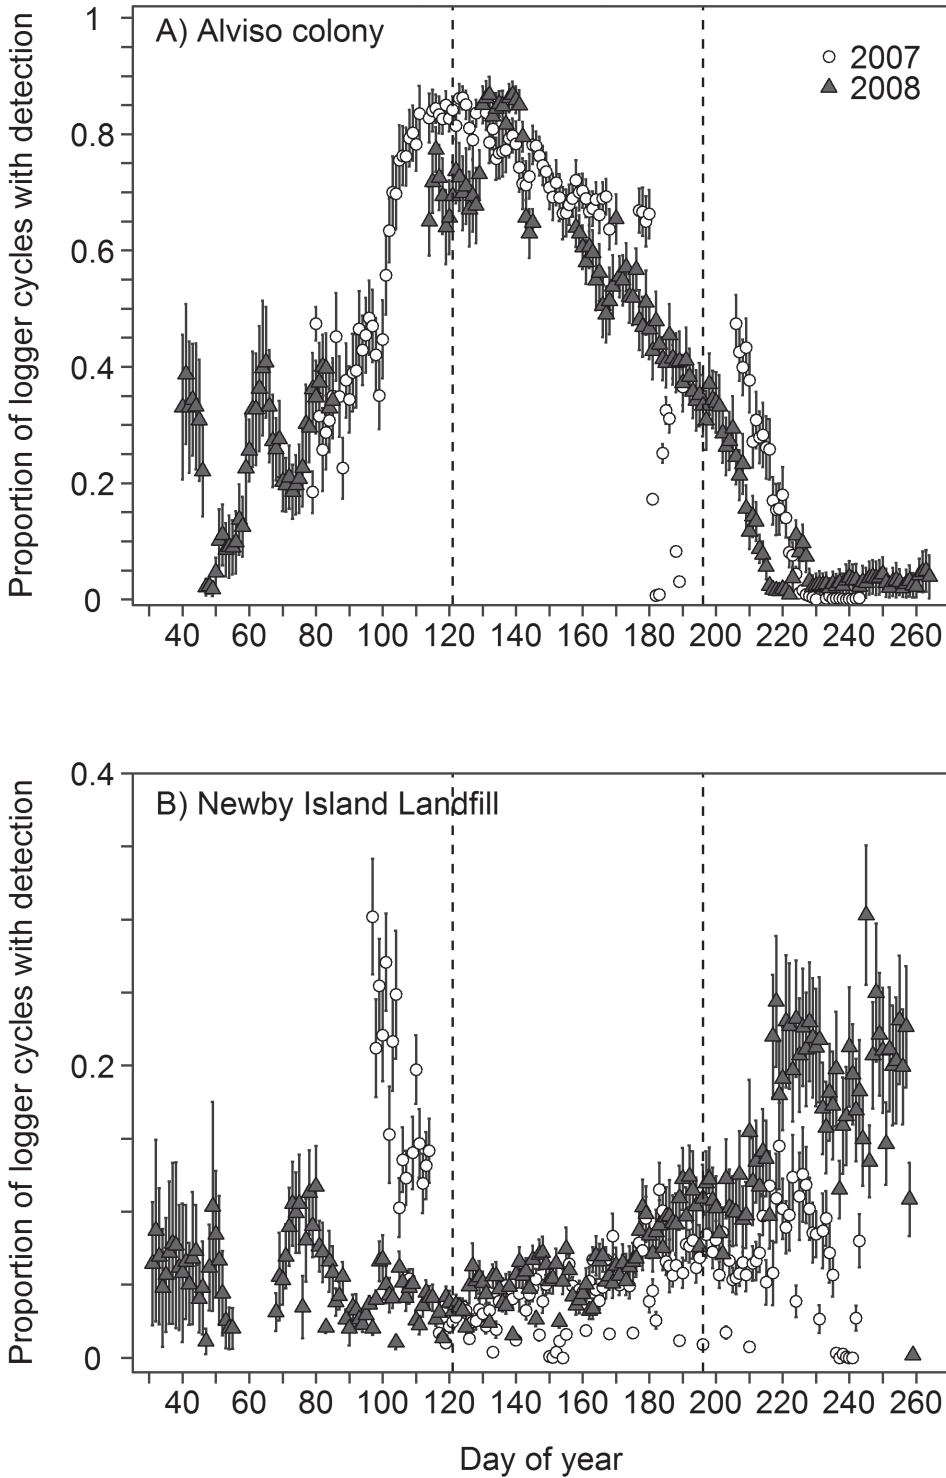 A) Alviso colony
2007
2008
Proportion of logger cycles with detection
1
0.8
0.6
0.4
0.2
0
40 60 80 100 120 140 160 180 200 220 240 260
B) Newby Island Landfill
Proportion of logger cycles with detection
0.4
0.2
0
40 60 80 100 120 140 160 180 200 220 240 260
Day of year